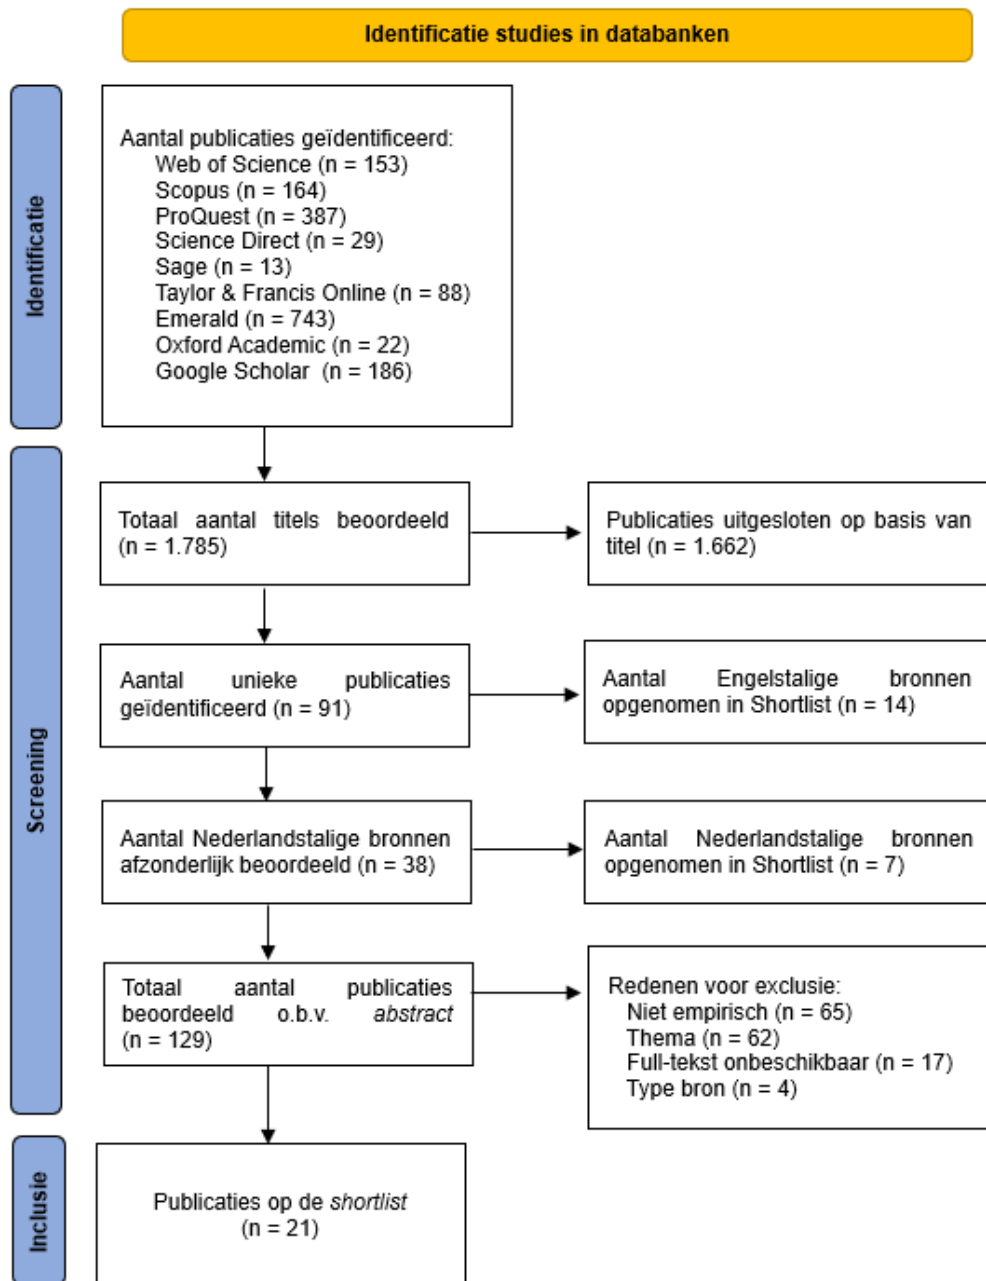 Identificatie studies in databanken
Identificatie
Aantal publicaties geïdentificeerd:
Web of Science (n = 153)
Scopus (n = 164)
ProQuest (n = 387)
Science Direct (n = 29)
Sage (n = 13)
Taylor & Francis Online (n = 88)
Emerald (n = 743)
Oxford Academic (n = 22)
Google Scholar (n = 186)
Screening
Totaal aantal titels beoordeeld
(n = 1.785)
Publicaties uitgesloten op basis van
titel (n = 1.662)
Aantal unieke publicaties
geïdentificeerd (n = 91)
Aantal Engelstalige bronnen
opgenomen in Shortlist (n = 14)
Aantal Nederlandstalige bronnen
afzonderlijk beoordeeld (n = 38)
Aantal Nederlandstalige bronnen
opgenomen in Shortlist (n = 7)
Totaal aantal publicaties
beoordeeld o.b.v. abstract
(n = 129)
Redenen voor exclusie:
Niet empirisch (n = 65)
Thema (n = 62)
Full-tekst onbeschikbaar (n = 17)
Type bron (n = 4)
Inclusie
Publicaties op de shortlist
(n = 21)